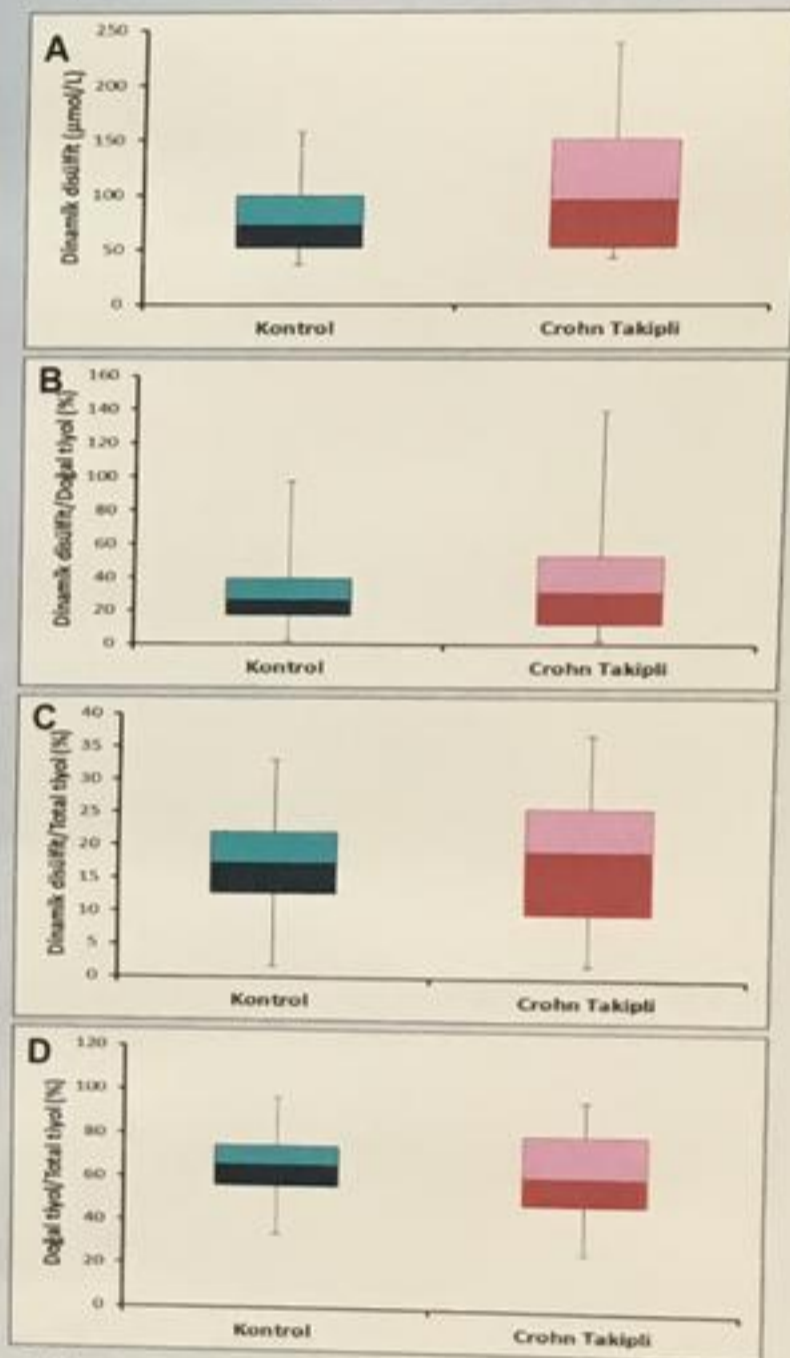 A
Dinamik disülfit (µmol/L)
250
200
150
100
50
0
Kontrol
Crohn Takipli
B
Dinamik disülfit/Doğal tiyol (%)
160
140
120
100
80
60
40
20
0
Kontrol
Crohn Takipli
C
Dinamik disülfit/Total tiyol (%)
40
35
30
25
20
15
10
5
0
Kontrol
Crohn Takipli
D
Doğal tiyol/Total tiyol (%)
120
100
80
60
40
20
0
Kontrol
Crohn Takipli